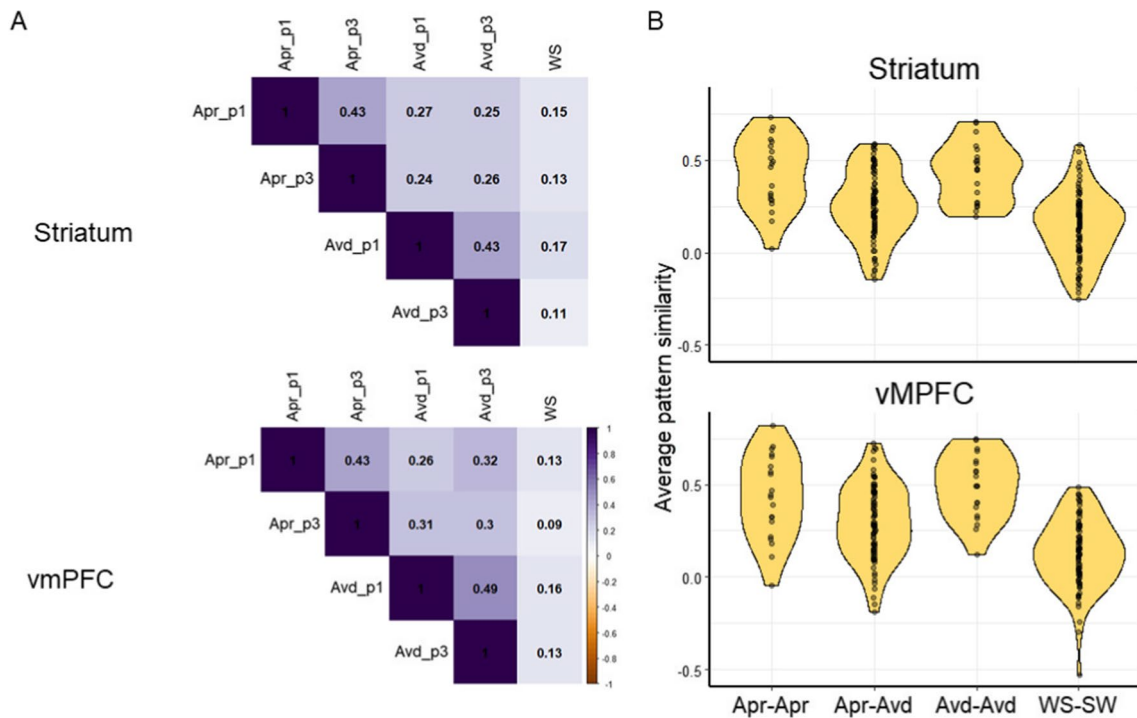 A
Apr_p1 Apr_p3 Avd_p1 Avd_p3 WS
Apr_p1 1 0.43 0.27 0.25 0.15
Apr_p3 1 0.24 0.26 0.13
Striatum
Avd_p1 1 0.43 0.17
Avd_p3 1 0.11
Apr_p1 Apr_p3 Avd_p1 Avd_p3 WS
Apr_p1 1 0.43 0.26 0.32 0.13
Apr_p3 1 0.31 0.3 0.09
vmPFC
Avd_p1 1 0.49 0.16
Avd_p3 1 0.13
1
0.8
0.6
0.4
0.2
0
-0.2
-0.4
-0.6
-0.8
-1
B
Striatum
0.5
0.0
-0.5
Average pattern similarity
vMPFC
0.5
0.0
-0.5
Apr-Apr Apr-Avd Avd-Avd WS-SW